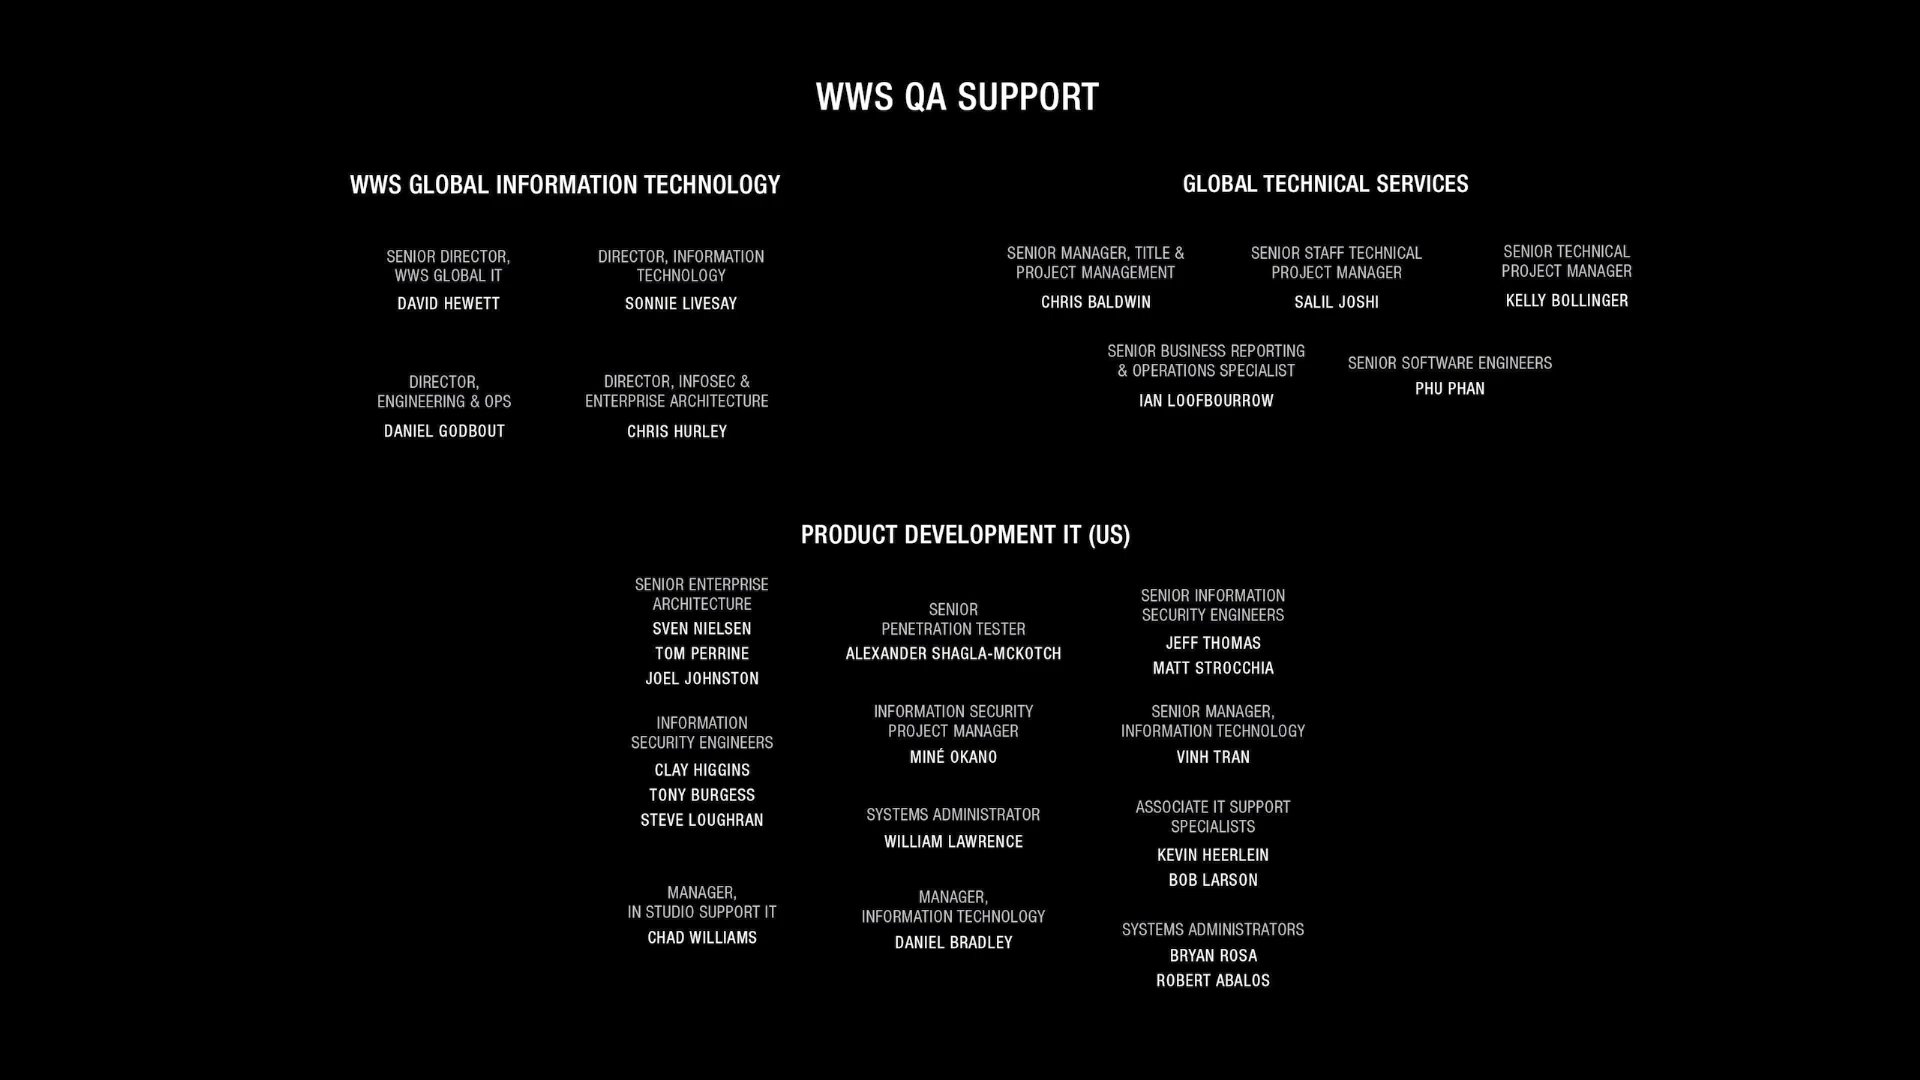 WWS QA SUPPORT
WWS GLOBAL INFORMATION TECHNOLOGY
SENIOR DIRECTOR,
WWS GLOBAL IT
DAVID HEWETT
DIRECTOR, INFORMATION
TECHNOLOGY
SONNIE LIVESAY
DIRECTOR,
ENGINEERING & OPS
DANIEL GODBOUT
DIRECTOR, INFOSEC &
ENTERPRISE ARCHITECTURE
CHRIS HURLEY
GLOBAL TECHNICAL SERVICES
SENIOR MANAGER, TITLE &
PROJECT MANAGEMENT
CHRIS BALDWIN
SENIOR STAFF TECHNICAL
PROJECT MANAGER
SALIL JOSHI
SENIOR TECHNICAL
PROJECT MANAGER
KELLY BOLLINGER
SENIOR BUSINESS REPORTING
& OPERATIONS SPECIALIST
IAN LOOFBOURROW
SENIOR SOFTWARE ENGINEERS
PHU PHAN
PRODUCT DEVELOPMENT IT (US)
SENIOR ENTERPRISE
ARCHITECTURE
SVEN NIELSEN
TOM PERRINE
JOEL JOHNSTON
INFORMATION
SECURITY ENGINEERS
CLAY HIGGINS
TONY BURGESS
STEVE LOUGHRAN
MANAGER,
IN STUDIO SUPPORT IT
CHAD WILLIAMS
SENIOR
PENETRATION TESTER
ALEXANDER SHAGLA-MCKOTCH
INFORMATION SECURITY
PROJECT MANAGER
MINÉ OKANO
SYSTEMS ADMINISTRATOR
WILLIAM LAWRENCE
MANAGER,
INFORMATION TECHNOLOGY
DANIEL BRADLEY
SENIOR INFORMATION
SECURITY ENGINEERS
JEFF THOMAS
MATT STROCCHIA
SENIOR MANAGER,
INFORMATION TECHNOLOGY
VINH TRAN
ASSOCIATE IT SUPPORT
SPECIALISTS
KEVIN HEERLEIN
BOB LARSON
SYSTEMS ADMINISTRATORS
BRYAN ROSA
ROBERT ABALOS